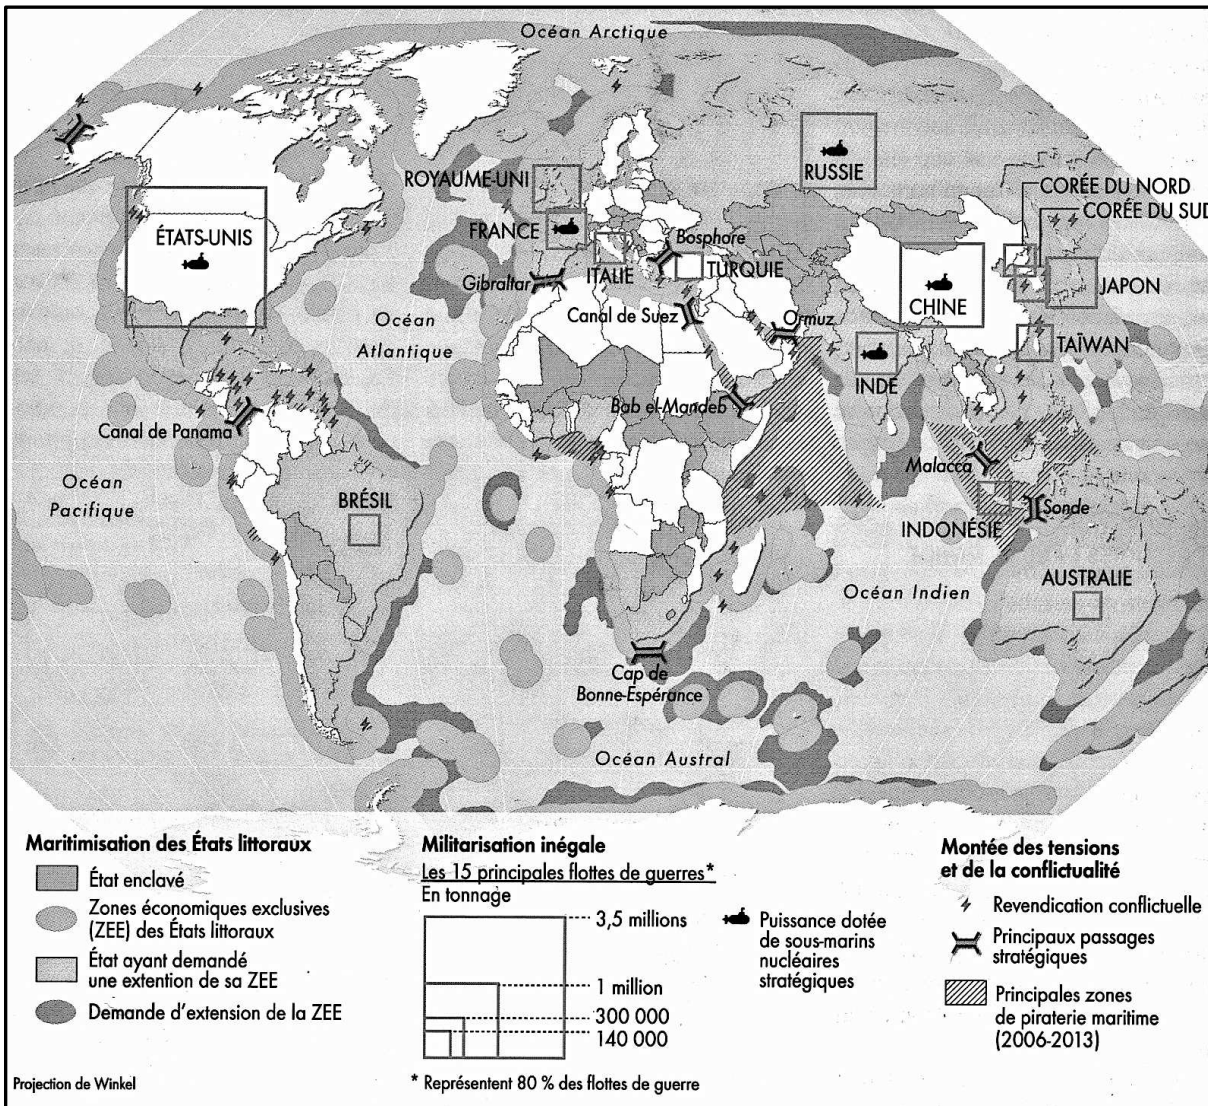 Océan Arctique
ROYAUME-UNI
RUSSIE
CORÉE DU NORD
CORÉE DU SUD
ÉTATS-UNIS
FRANCE
Bosphore
ITALIE
TURQUIE
CHINE
JAPON
Gibraltar
Canal de Suez
Ormuz
TAÏWAN
Océan
Atlantique
INDE
Bab el-Mandeb
Canal de Panama
Malacca
Océan
Pacifique
BRÉSIL
Sonde
INDONÉSIE
AUSTRALIE
Océan Indien
Cap de
Bonne-Espérance
Océan Austral
Maritimisation des États littoraux
État enclavé
Zones économiques exclusives
(ZEE) des États littoraux
État ayant demandé
une extention de sa ZEE
Demande d'extension de la ZEE
Projection de Winkel
Militarisation inégale
Les 15 principales flottes de guerres*
En tonnage
3,5 millions
1 million
300 000
140 000
* Représentent 80 % des flottes de guerre
Puissance dotée
de sous-marins
nucléaires
stratégiques
Montée des tensions
et de la conflictualité
Revendication conflictuelle
Principaux passages
stratégiques
Principales zones
de piraterie maritime
(2006-2013)